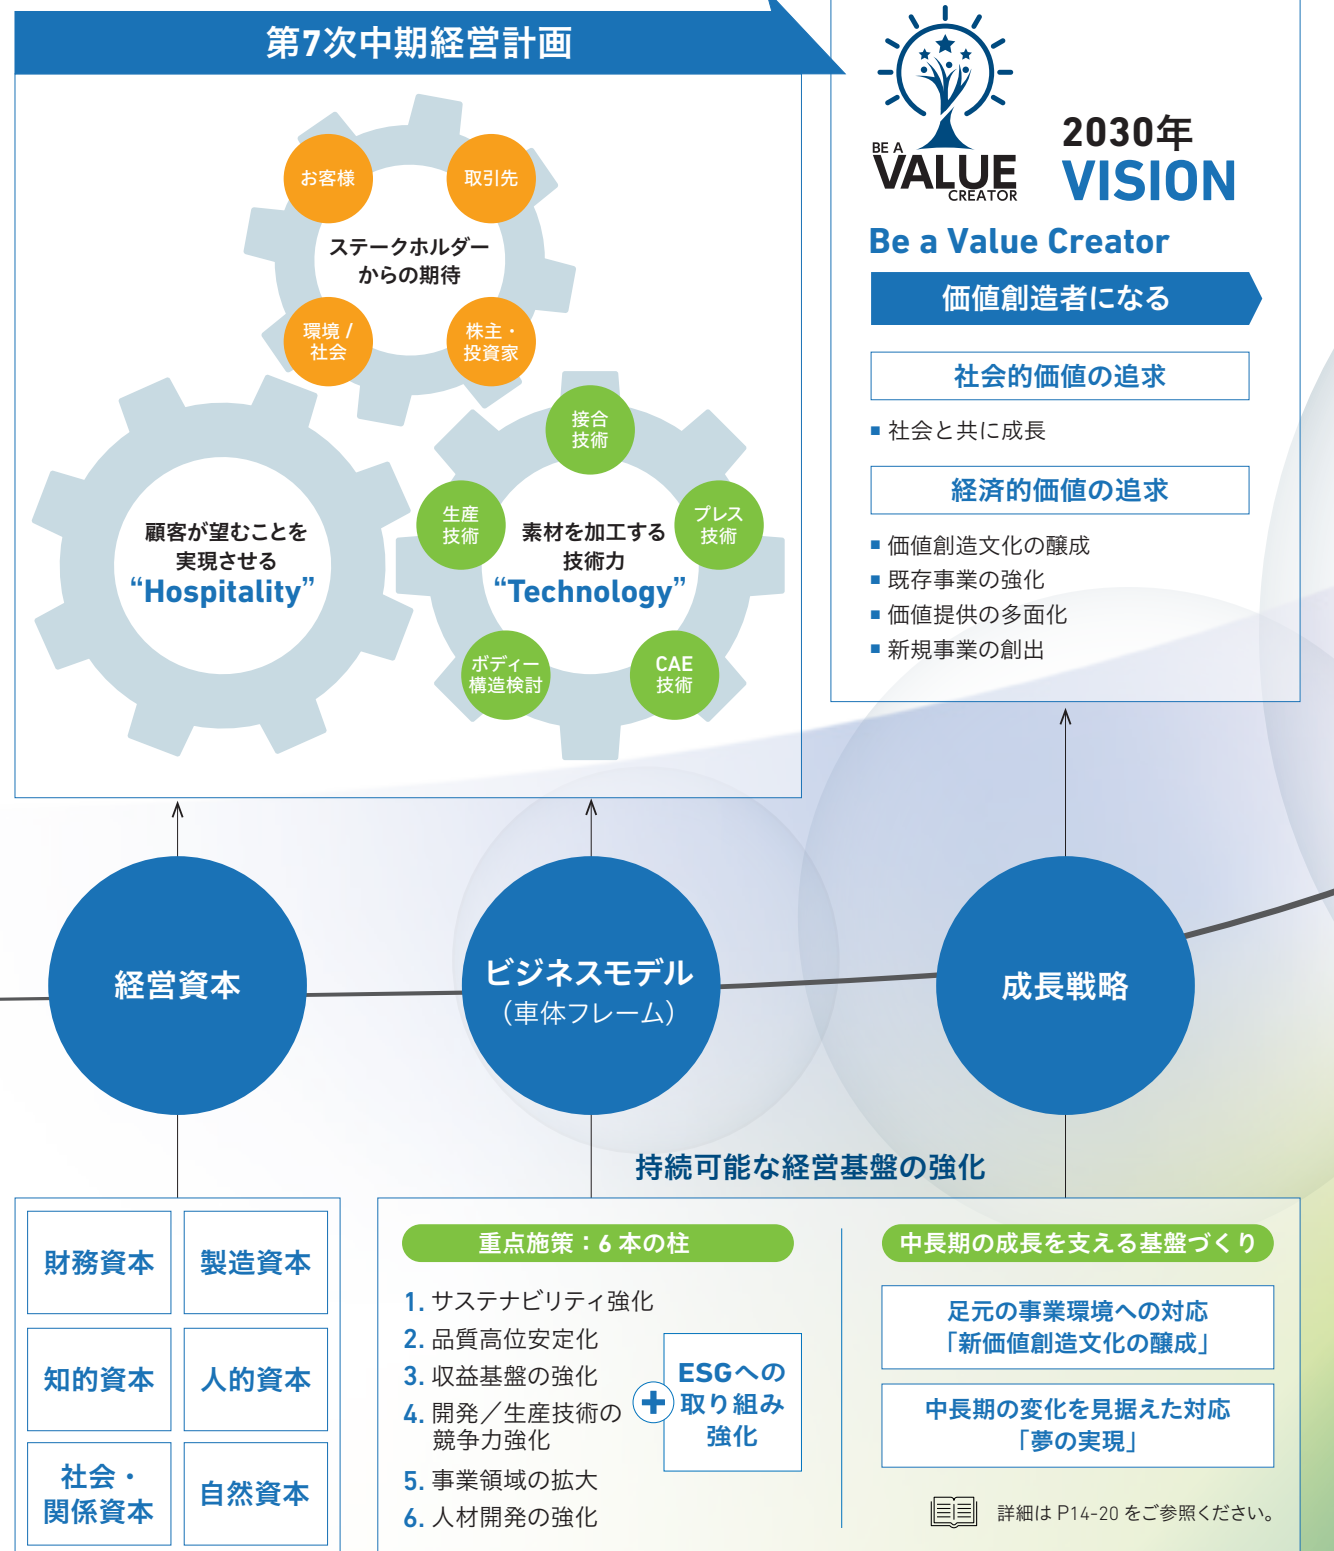 第7次中期経営計画
お客様
取引先
ステークホルダー
からの期待
環境 /
社会
株主・
投資家
顧客が望むことを
実現させる
“Hospitality”
接合
技術
生産
技術
プレス
技術
素材を加工する
技術力
“Technology”
ボディー
構造検討
CAE
技術
BE A
VALUE
CREATOR
2030年
VISION
Be a Value Creator
価値創造者になる
社会的価値の追求
■ 社会と共に成長
経済的価値の追求
■ 価値創造文化の醸成
■ 既存事業の強化
■ 価値提供の多面化
■ 新規事業の創出
経営資本
ビジネスモデル
（車体フレーム）
成長戦略
持続可能な経営基盤の強化
財務資本
製造資本
知的資本
人的資本
社会・
関係資本
自然資本
重点施策：6 本の柱
1. サステナビリティ強化
2. 品質高位安定化
3. 収益基盤の強化
4. 開発／生産技術の
競争力強化
5. 事業領域の拡大
6. 人材開発の強化
+
ESGへの
取り組み
強化
中長期の成長を支える基盤づくり
足元の事業環境への対応
「新価値創造文化の醸成」
中長期の変化を見据えた対応
「夢の実現」
詳細は P14-20 をご参照ください。